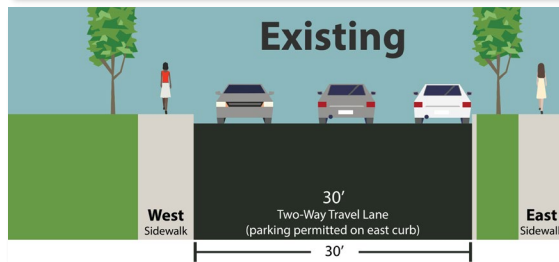 Existing
30’
Two-Way Travel Lane
(parking permitted on east curb)
West
Sidewalk
East
Sidewalk
30’